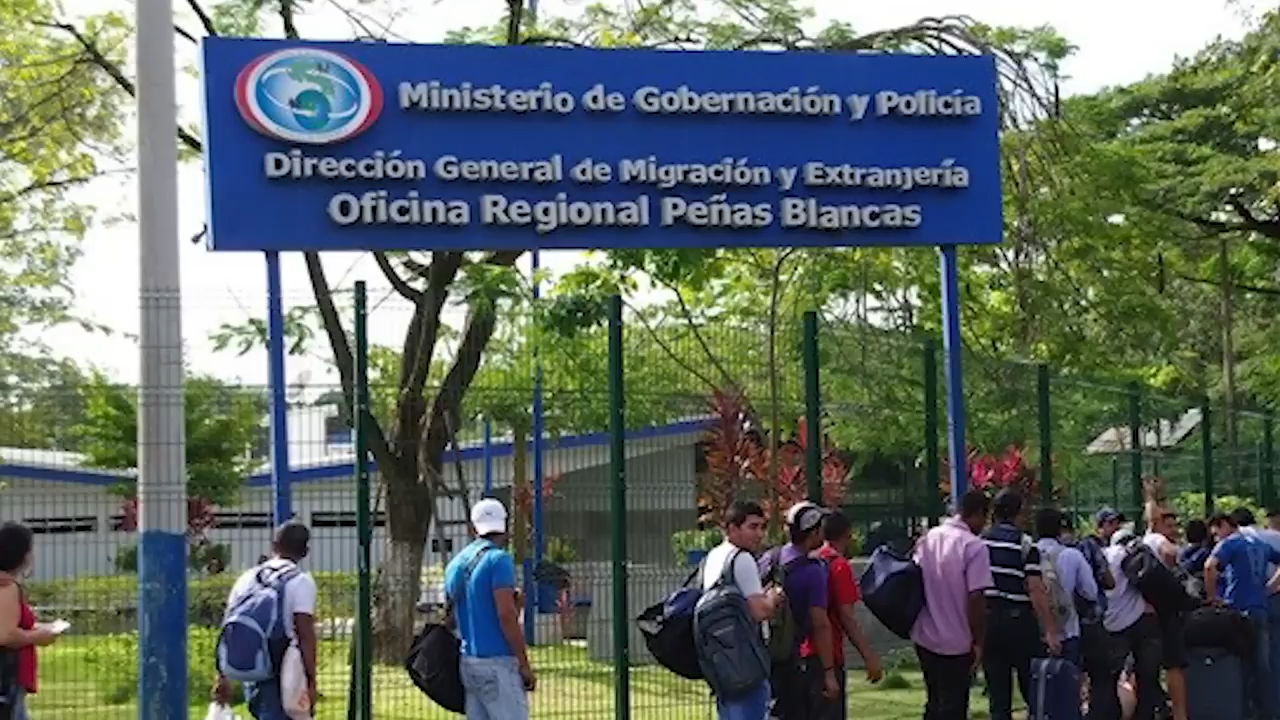 Ministerio de Gobernación y Policía
Dirección General de Migración y Extranjería
Oficina Regional Peñas Blancas